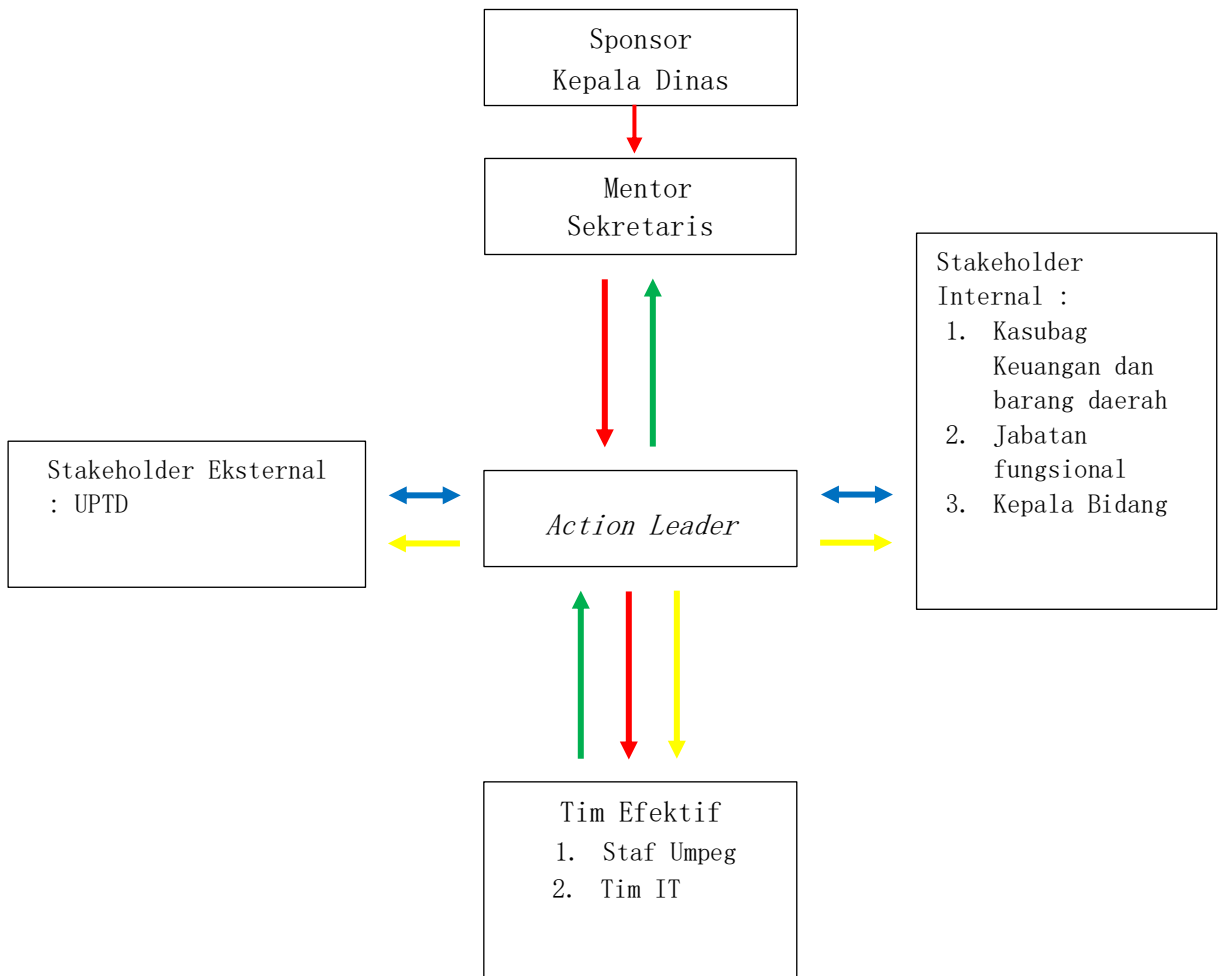 Sponsor
Kepala Dinas
Mentor
Sekretaris
Stakeholder
Internal :
1. Kasubag
Keuangan dan
barang daerah
2. Jabatan
fungsional
3. Kepala Bidang
Stakeholder Eksternal
: UPTD
Action Leader
Tim Efektif
1. Staf Umpeg
2. Tim IT